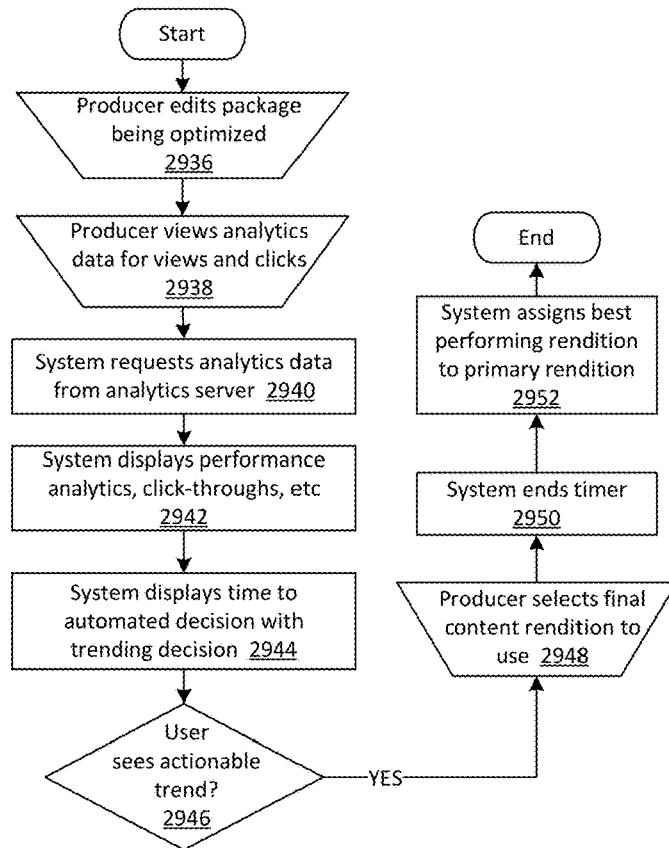 Start
Producer edits package
being optimized
2936
Producer views analytics
data for views and clicks
2938
System requests analytics data
from analytics server 2940
System displays performance
analytics, click-throughs, etc
2942
System displays time to
automated decision with
trending decision 2944
User
sees actionable
trend?
2946
YES
Producer selects final
content rendition to
use 2948
System ends timer
2950
System assigns best
performing rendition
to primary rendition
2952
End